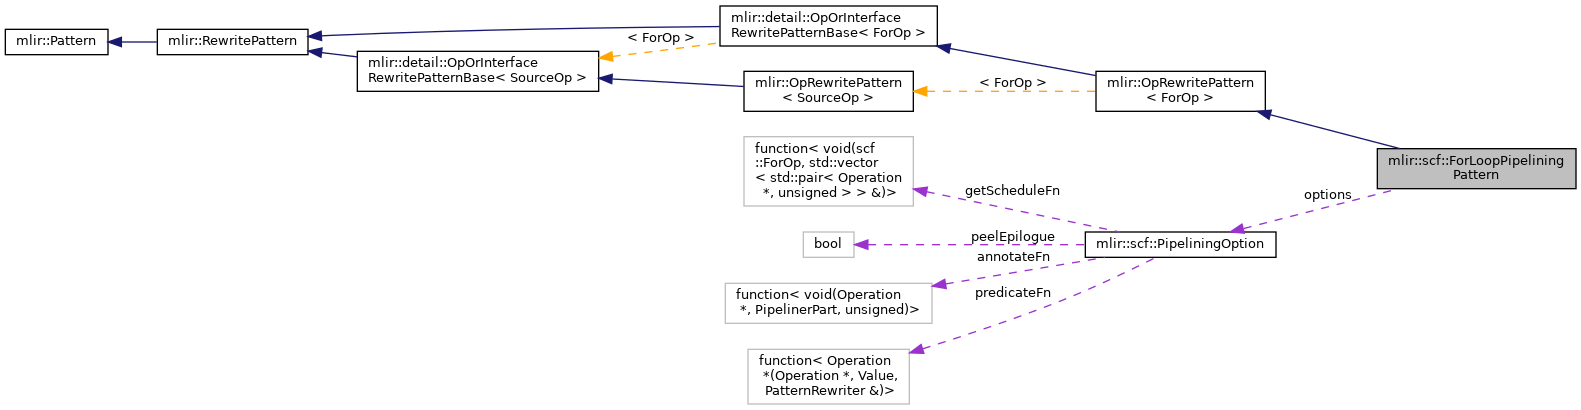 mlir::Pattern
mlir::RewritePattern
mlir::detail::OpOrInterface
RewritePatternBase< ForOp >
< ForOp >
mlir::detail::OpOrInterface
RewritePatternBase< SourceOp >
mlir::OpRewritePattern
< SourceOp >
< ForOp >
mlir::OpRewritePattern
< ForOp >
mlir::scf::ForLoopPipelining
Pattern
function< void(scf
::ForOp, std::vector
< std::pair< Operation
*, unsigned > > &)>
getScheduleFn
options
bool
peelEpilogue
mlir::scf::PipeliningOption
annotateFn
function< void(Operation
*, PipelinerPart, unsigned)>
predicateFn
function< Operation
*(Operation *, Value,
PatternRewriter &)>